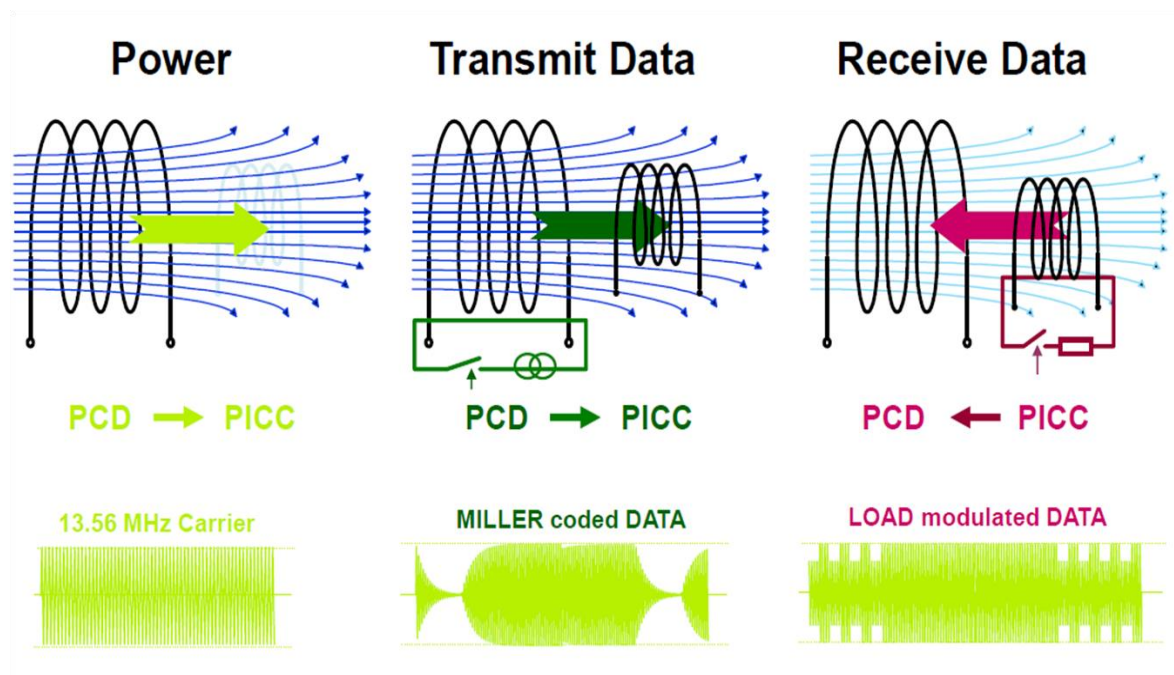 Power
Transmit Data
Receive Data
PCD PICC
PCD PICC
PCD PICC
13.56 MHz Carrier
MILLER coded DATA
LOAD modulated DATA